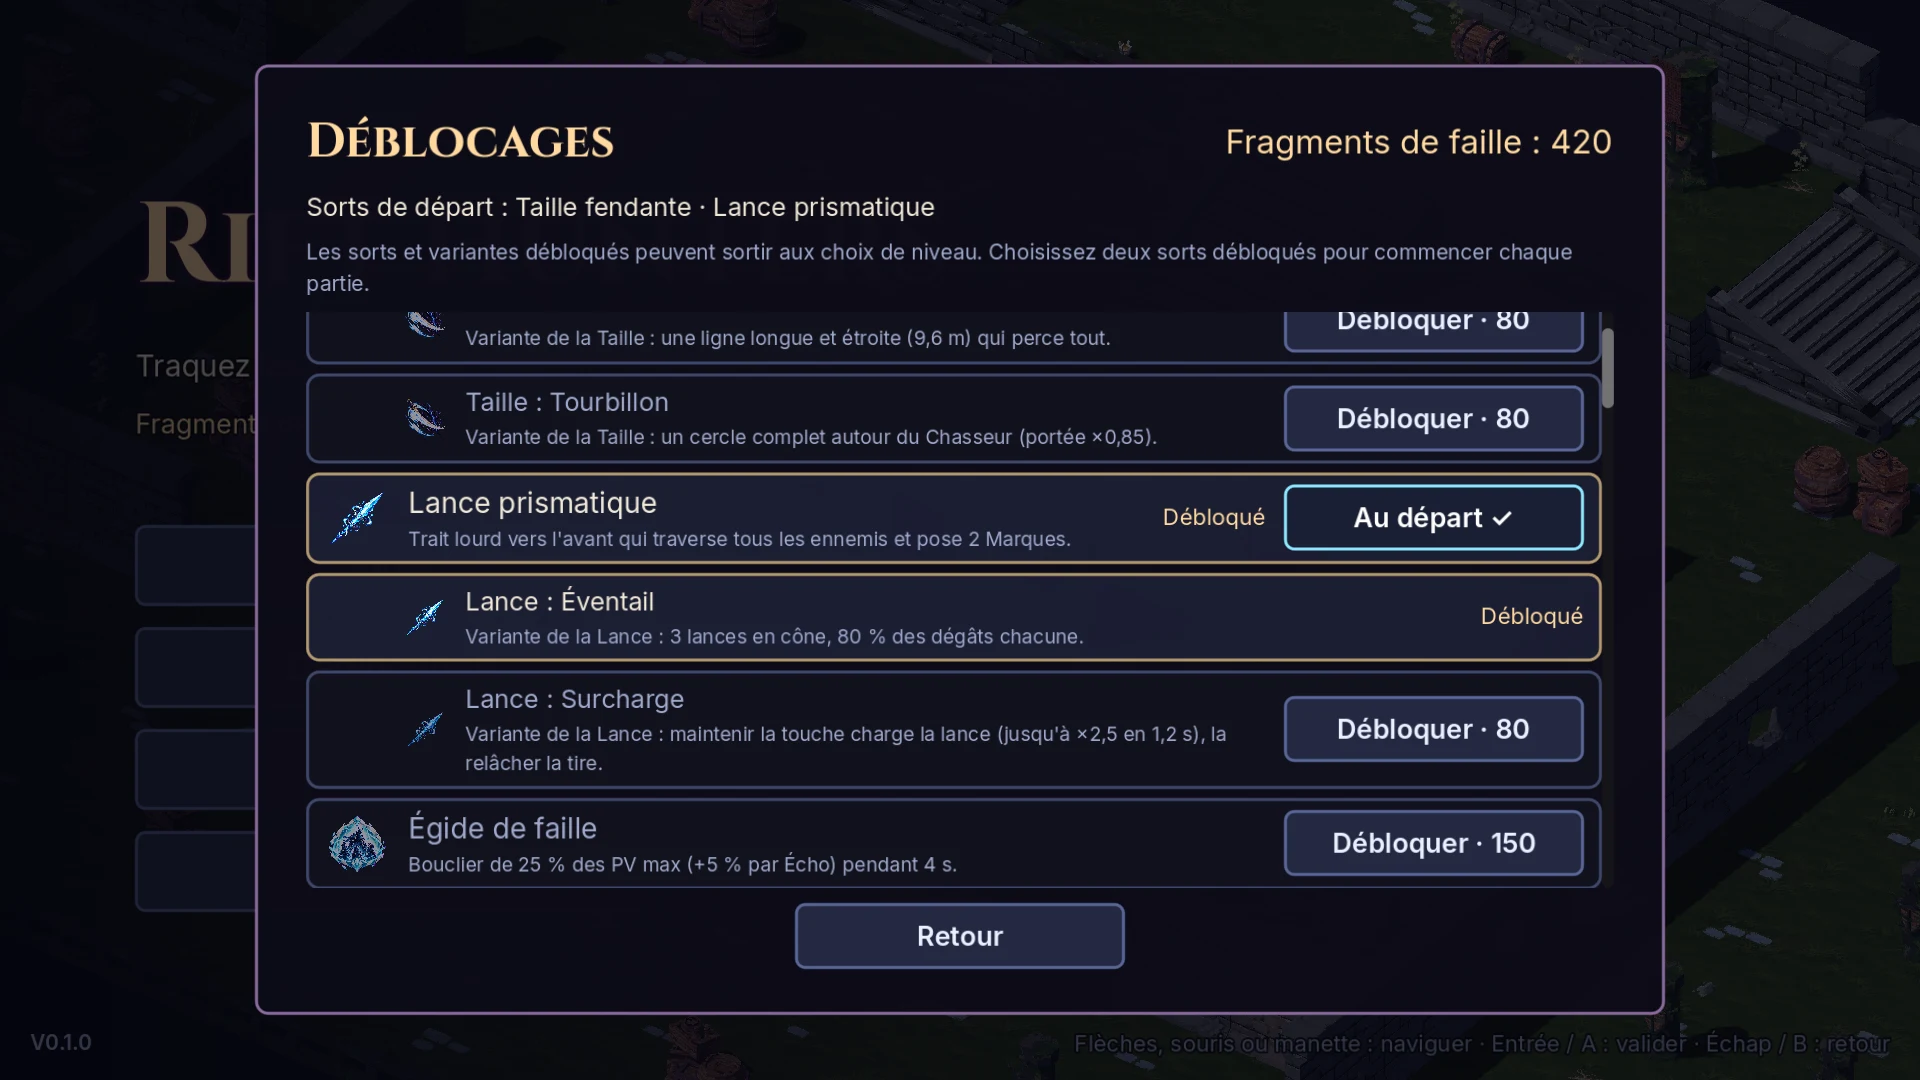 DÉBLOCAGES
Fragments de faille : 420
Sorts de départ : Taille fendante · Lance prismatique
Les sorts et variantes débloqués peuvent sortir aux choix de niveau. Choisissez deux sorts débloqués pour commencer chaque
partie.
Variante de la Taille : une ligne longue et étroite (9,6 m) qui perce tout.
Débloquer · 80
Taille : Tourbillon
Variante de la Taille : un cercle complet autour du Chasseur (portée ×0,85).
Débloquer · 80
Lance prismatique
Trait lourd vers l'avant qui traverse tous les ennemis et pose 2 Marques.
Débloqué
Au départ ✓
Lance : Éventail
Variante de la Lance : 3 lances en cône, 80 % des dégâts chacune.
Débloqué
Lance : Surcharge
Variante de la Lance : maintenir la touche charge la lance (jusqu'à ×2,5 en 1,2 s), la
relâcher la tire.
Débloquer · 80
Égide de faille
Bouclier de 25 % des PV max (+5 % par Écho) pendant 4 s.
Débloquer · 150
Retour
Traquez
Fragment
V0.1.0
Flèches, souris ou manette : naviguer · Entrée / A : valider · Échap / B : retour